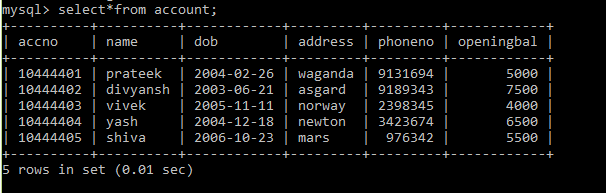 mysql> select*from account;
+----------+----------+------------+---------+---------+------------+
| accno    | name     | dob        | address | phoneno | openingbal |
+----------+----------+------------+---------+---------+------------+
| 10444401 | prateek  | 2004-02-26 | waganda | 9131694 |       5000 |
| 10444402 | divyansh | 2003-06-21 | asgard  | 9189343 |       7500 |
| 10444403 | vivek    | 2005-11-11 | norway  | 2398345 |       4000 |
| 10444404 | yash     | 2004-12-18 | newton  | 3423674 |       6500 |
| 10444405 | shiva    | 2006-10-23 | mars    |  976342 |       5500 |
+----------+----------+------------+---------+---------+------------+
5 rows in set (0.01 sec)